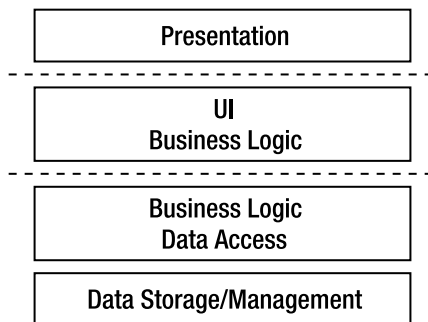 Presentation
UI
Business Logic
Business Logic
Data Access
Data Storage/Management